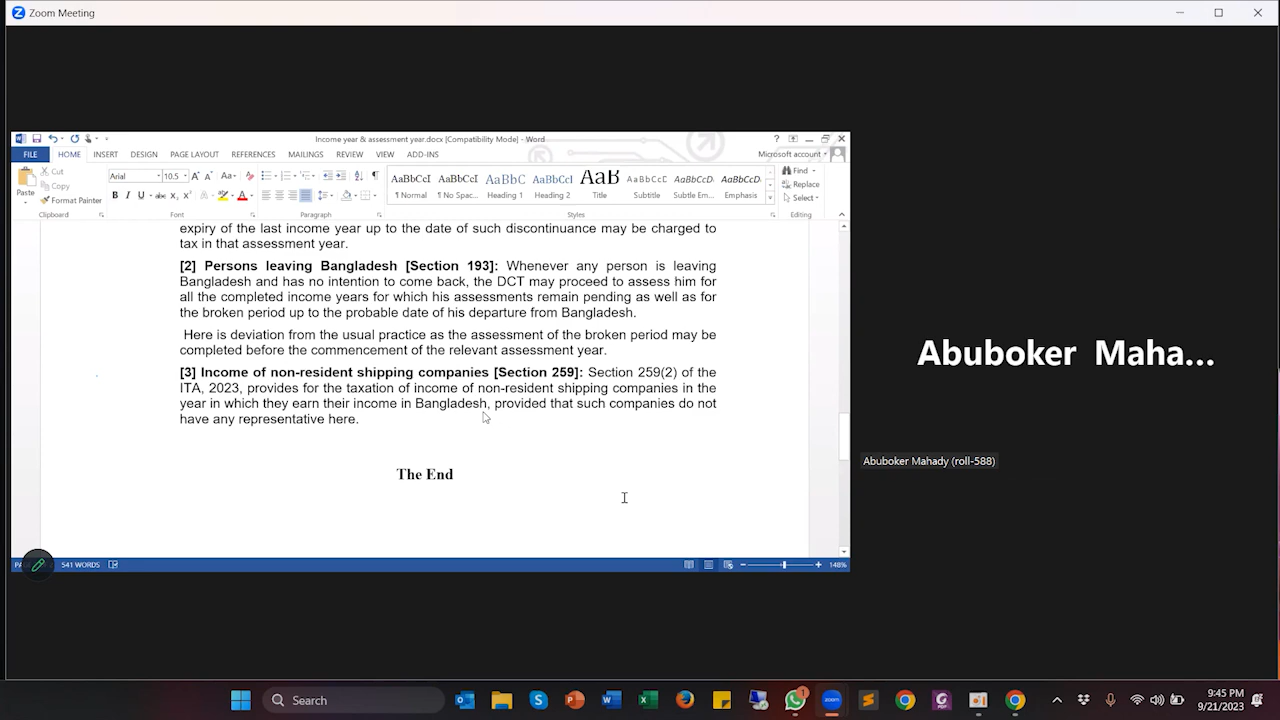 Zoom Meeting
Income year & assessment year.docx [Compatibility Mode] - Word
FILE HOME INSERT DESIGN PAGE LAYOUT REFERENCES MAILINGS REVIEW VIEW ADD-INS Microsoft account
Paste
Cut
Copy
Format Painter
Arial 10.5
AaBbCcI AaBbCcI AaBbC AaBbCcI AaB AaBbCcD AaBbCcD AaBbCcD
¶ Normal ¶ No Spac... Heading 1 Heading 2 Title Subtitle Subtle Em... Emphasis
Find
Replace
Select
Clipboard Font Paragraph Styles Editing
expiry of the last income year up to the date of such discontinuance may be charged to
tax in that assessment year.
[2] Persons leaving Bangladesh [Section 193]: Whenever any person is leaving
Bangladesh and has no intention to come back, the DCT may proceed to assess him for
all the completed income years for which his assessments remain pending as well as for
the broken period up to the probable date of his departure from Bangladesh.
Here is deviation from the usual practice as the assessment of the broken period may be
completed before the commencement of the relevant assessment year.
[3] Income of non-resident shipping companies [Section 259]: Section 259(2) of the
ITA, 2023, provides for the taxation of income of non-resident shipping companies in the
year in which they earn their income in Bangladesh, provided that such companies do not
have any representative here.
The End
541 WORDS
148%
Abuboker Maha...
Abuboker Mahady (roll-588)
Search
9:45 PM
9/21/2023